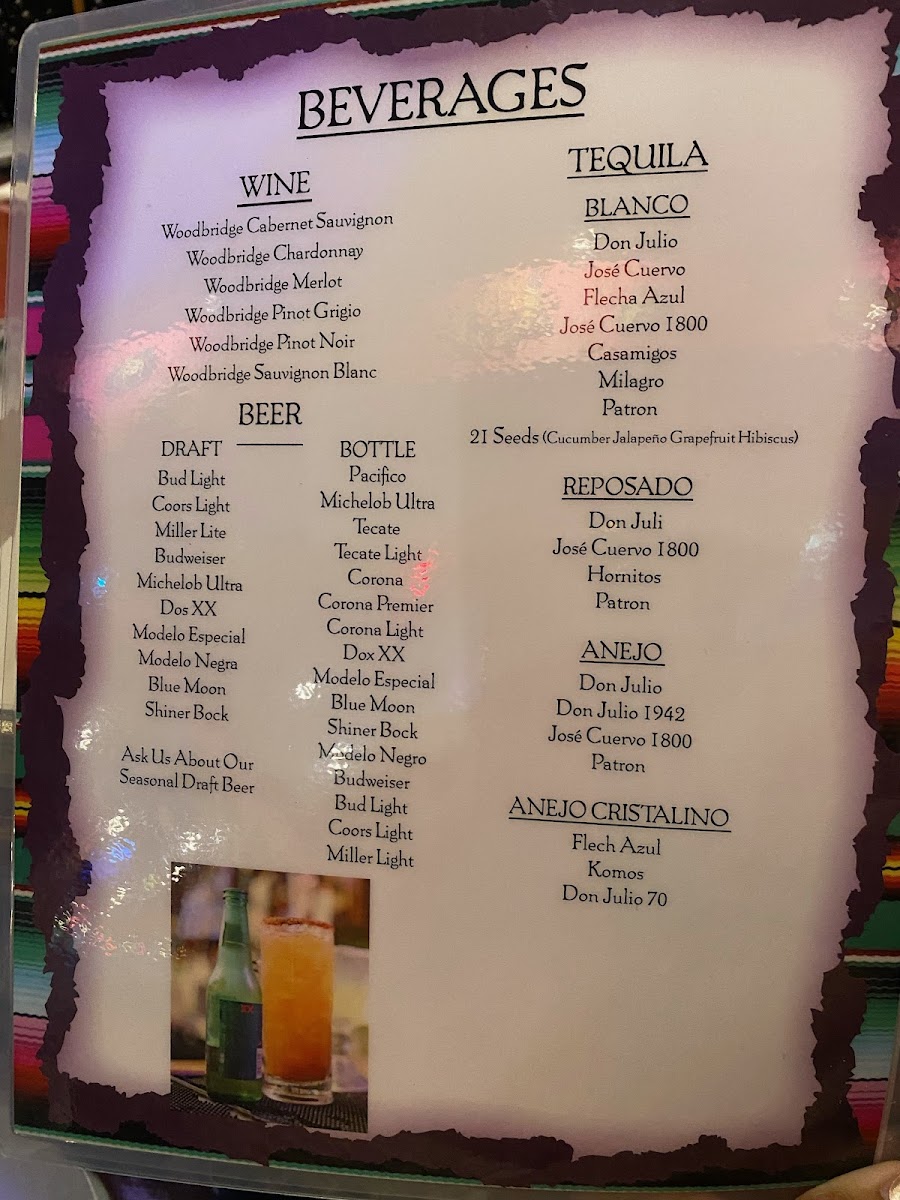 BEVERAGES
WINE
Woodbridge Cabernet Sauvignon
Woodbridge Chardonnay
Woodbridge Merlot
Woodbridge Pinot Grigio
Woodbridge Pinot Noir
Woodbridge Sauvignon Blanc
BEER
DRAFT
Bud Light
Coors Light
Miller Lite
Budweiser
Michelob Ultra
Dos XX
Modelo Especial
Modelo Negra
Blue Moon
Shiner Bock
Ask Us About Our
Seasonal Draft Beer
BOTTLE
Pacifico
Michelob Ultra
Tecate
Tecate Light
Corona
Corona Premier
Corona Light
Dox XX
Modelo Especial
Blue Moon
Shiner Bock
Modelo Negro
Budweiser
Bud Light
Coors Light
Miller Light
XX
TEQUILA
BLANCO
Don Julio
José Cuervo
Flecha Azul
José Cuervo 1800
Casamigos
Milagro
Patron
21 Seeds (Cucumber Jalapeño Grapefruit Hibiscus)
REPOSADO
Don Juli
José Cuervo 1800
Hornitos
Patron
ANEJO
Don Julio
Don Julio 1942
José Cuervo 1800
Patron
ANEJO CRISTALINO
Flech Azul
Komos
Don Julio 70